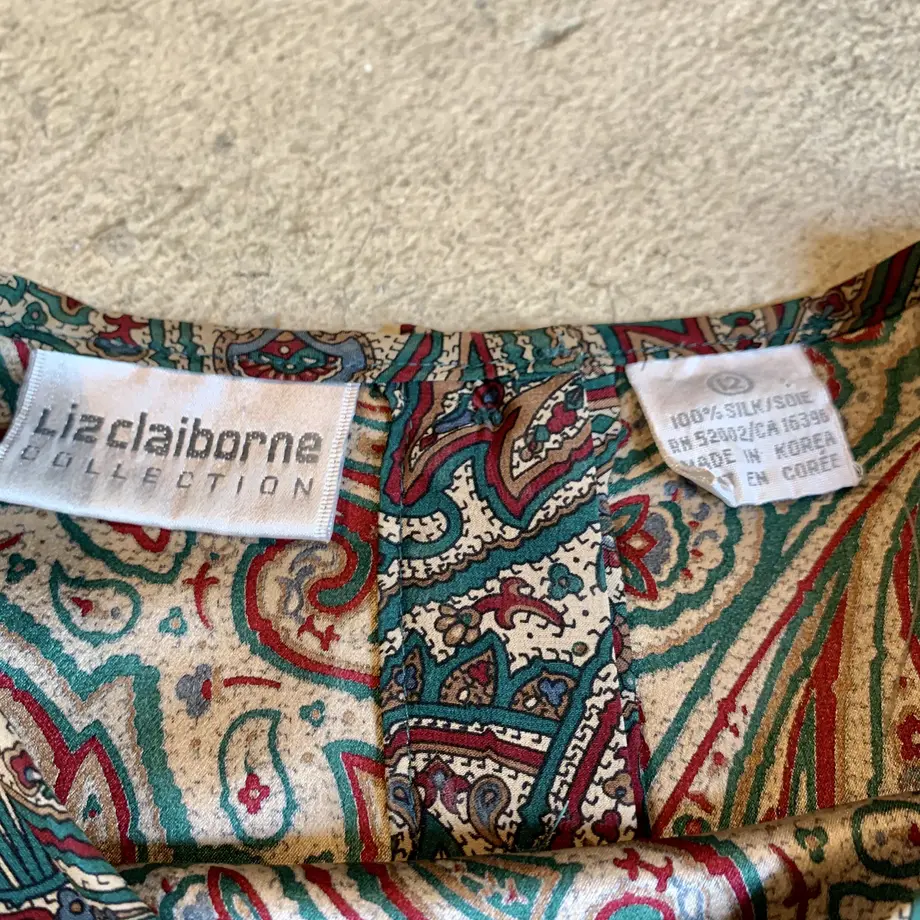 Liz claiborne
COLLECTION
12
100% SILK/SOIE
RN 52002/CA 16396
MADE IN KOREA
EN CORÉE